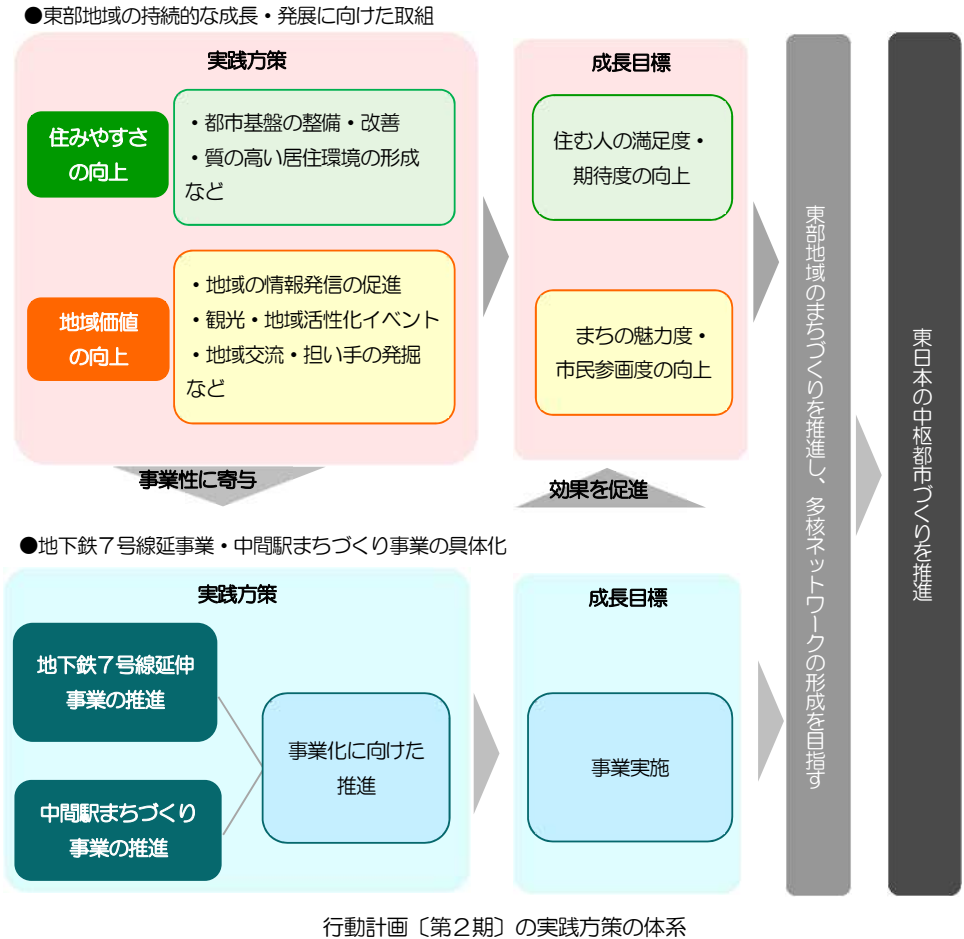 ●東部地域の持続的な成長・発展に向けた取組
実践方策
住みやすさ
の向上
・都市基盤の整備・改善
・質の高い居住環境の形成
など
地域価値
の向上
・地域の情報発信の促進
・観光・地域活性化イベント
・地域交流・担い手の発掘
など
成長目標
住む人の満足度・
期待度の向上
まちの魅力度・
市民参画度の向上
事業性に寄与
効果を促進
●地下鉄7号線延事業・中間駅まちづくり事業の具体化
実践方策
地下鉄7号線延伸
事業の推進
中間駅まちづくり
事業の推進
事業化に向けた
推進
成長目標
事業実施
東部地域のまちづくりを推進し、多核ネットワークの形成を目指す
東日本の中枢都市づくりを推進
行動計画〔第2期〕の実践方策の体系